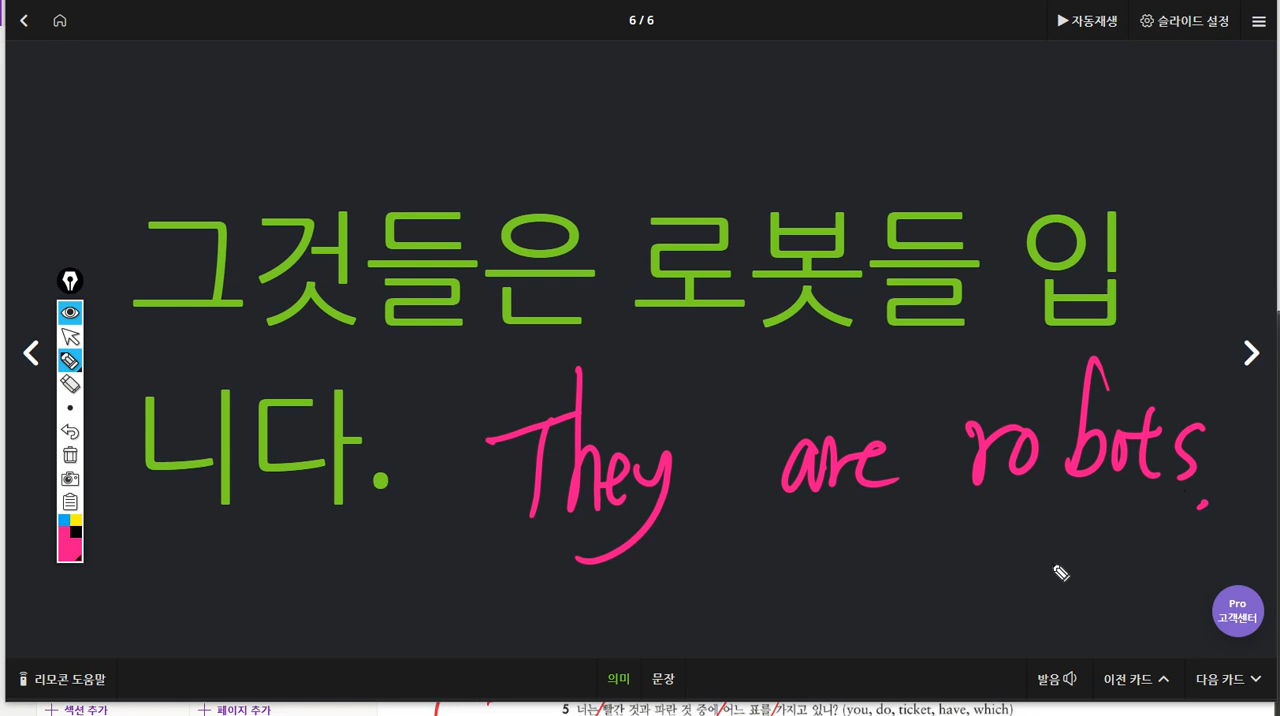 6 / 6
▶ 자동재생
슬라이드 설정
그것들은 로봇들 입
니다.
They are robots.
Pro
고객센터
리모콘 도움말
의미
문장
발음
이전 카드
다음 카드
섹션 추가
페이지 추가
5 너는 빨간 것과 파란 것 중에 어느 표를 가지고 있니? (you, do, ticket, have, which)